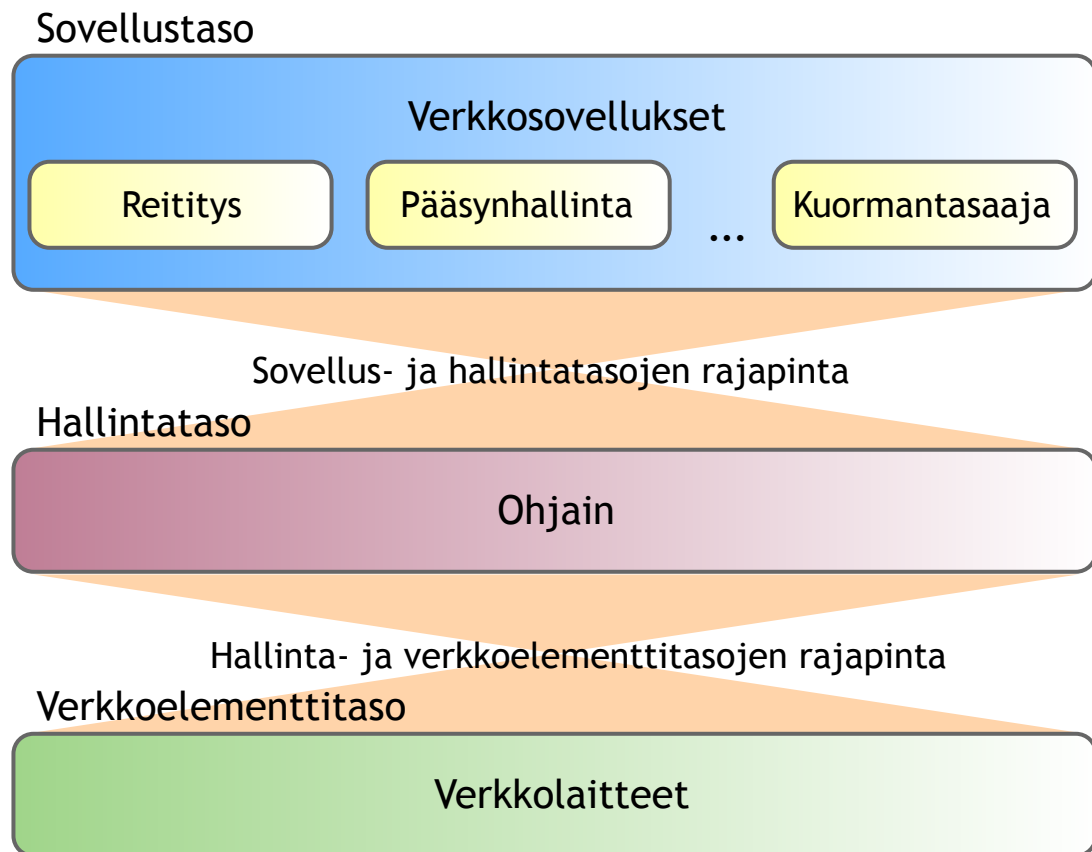 Sovellustaso
Verkkosovellukset
Reititys
Pääsynhallinta
...
Kuormantasaaja
Sovellus- ja hallintatasojen rajapinta
Hallintataso
Ohjain
Hallinta- ja verkkoelementtitasojen rajapinta
Verkkoelementtitaso
Verkkolaitteet